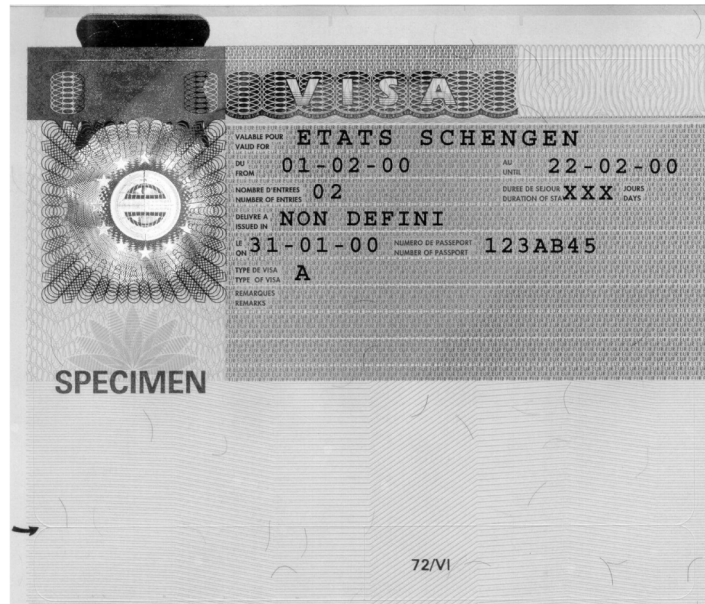 VISA
VALABLE POUR ETATS SCHENGEN
VALID FOR
DU 01-02-00 AU 22-02-00
FROM UNTIL
NOMBRE D'ENTREES 02 DUREE DE SEJOUR XXX JOURS
NUMBER OF ENTRIES DURATION OF STAY DAYS
DELIVRE A NON DEFINI
ISSUED IN
LE 31-01-00 NUMERO DE PASSEPORT 123AB45
ON NUMBER OF PASSPORT
TYPE DE VISA A
TYPE OF VISA
REMARQUES
REMARKS
SPECIMEN
72/VI